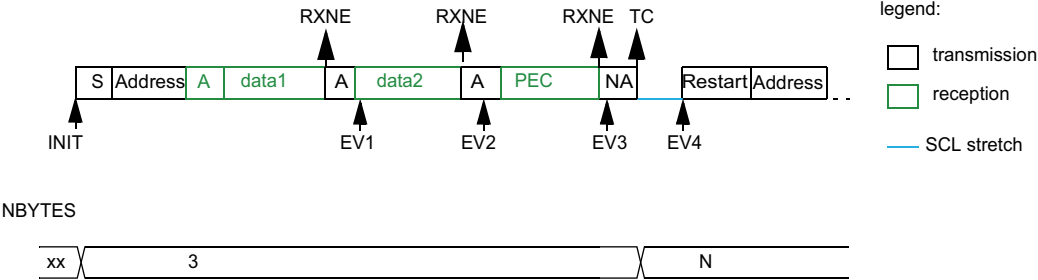 legend:
RXNE RXNE RXNE TC
transmission
S Address A data1 A data2 A PEC NA Restart Address
reception
INIT EV1 EV2 EV3 EV4
SCL stretch
NBYTES
xx 3 N